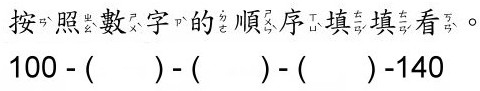 按照數字的順序填填看。
100 - (      ) - (      ) - (      ) -140